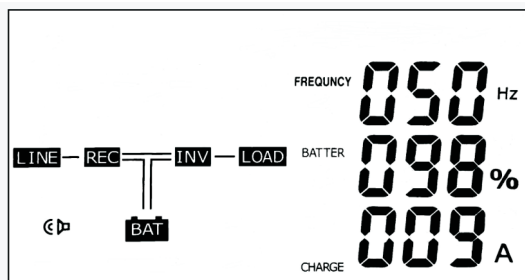 FREQUNCY 050 Hz
LINE REC INV LOAD
BATTER 098 %
BAT
CHARGE 009 A